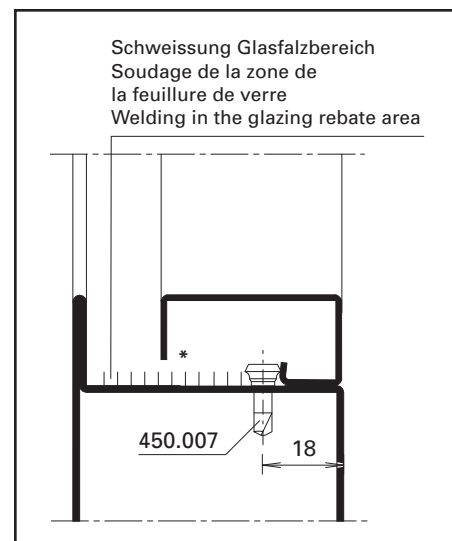 Schweissung Glasfalzbereich
Soudage de la zone de
la feuillure de verre
Welding in the glazing rebate area
*
450.007
18